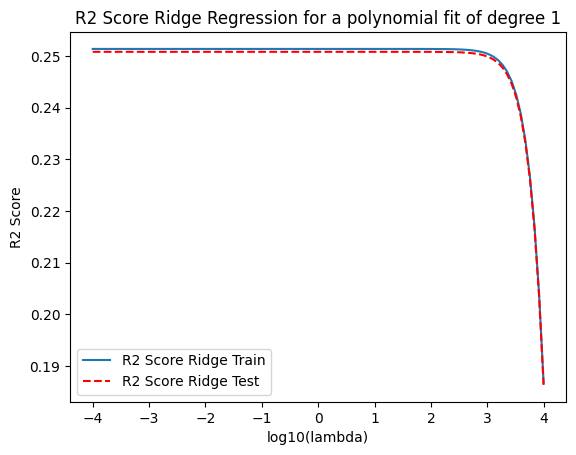 R2 Score Ridge Regression for a polynomial fit of degree 1
R2 Score
0.25
0.24
0.23
0.22
0.21
0.20
0.19
R2 Score Ridge Train
R2 Score Ridge Test
−4 −3 −2 −1 0 1 2 3 4
log10(lambda)